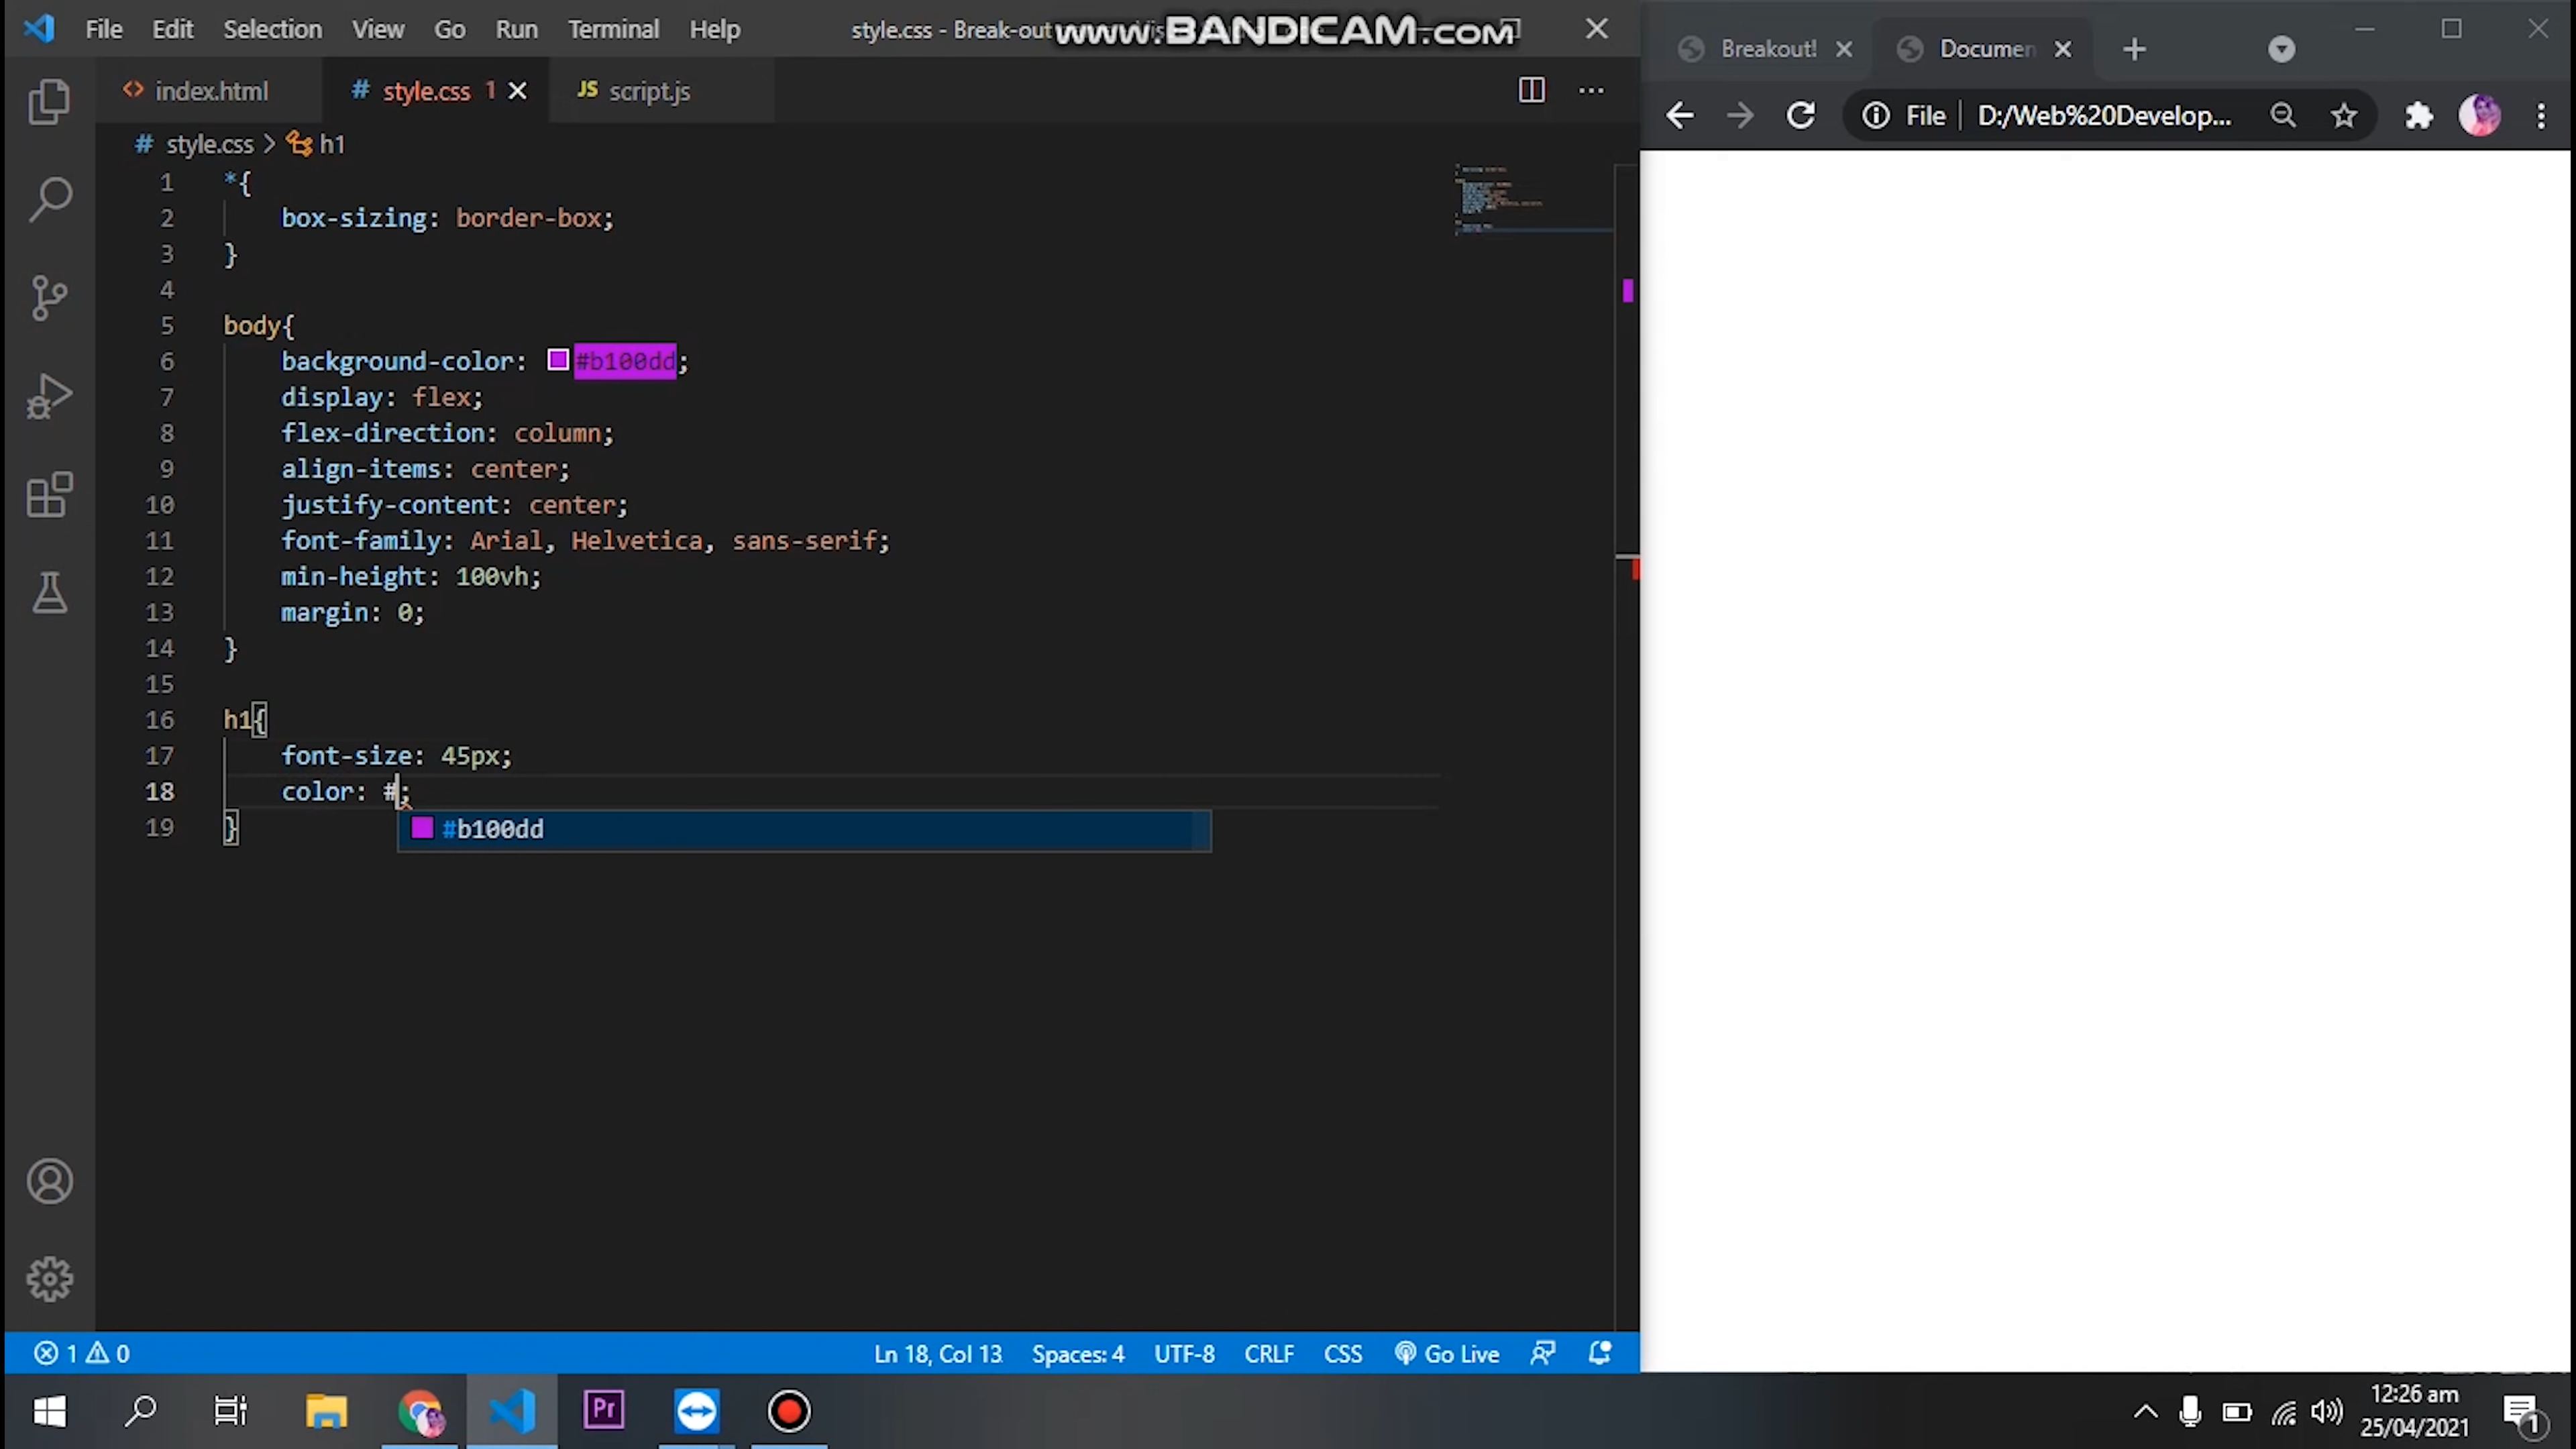 File Edit Selection View Go Run Terminal Help
style.css - Break-out
www.BANDICAM.com
index.html
style.css 1
JS script.js
# style.css > h1
1 *{
2 box-sizing: border-box;
3 }
4
5 body{
6 background-color: #b100dd;
7 display: flex;
8 flex-direction: column;
9 align-items: center;
10 justify-content: center;
11 font-family: Arial, Helvetica, sans-serif;
12 min-height: 100vh;
13 margin: 0;
14 }
15
16 h1{
17 font-size: 45px;
18 color: #;
19 }
#b100dd
1 0
Ln 18, Col 13 Spaces: 4 UTF-8 CRLF CSS Go Live
Breakout!
Documen
File D:/Web%20Develop...
Pr
12:26 am
25/04/2021
1